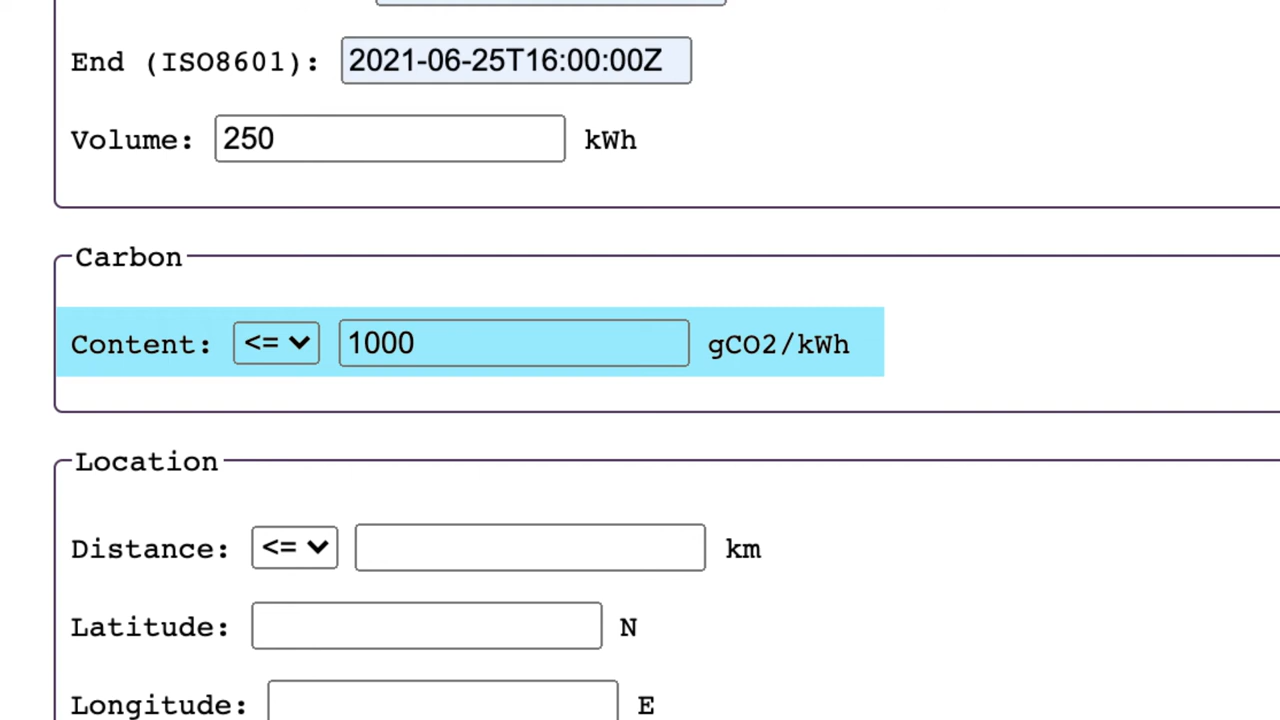 End (ISO8601): 2021-06-25T16:00:00Z
Volume: 250 kWh
Carbon
Content: <= 1000 gCO2/kWh
Location
Distance: <= km
Latitude: N
Longitude: E